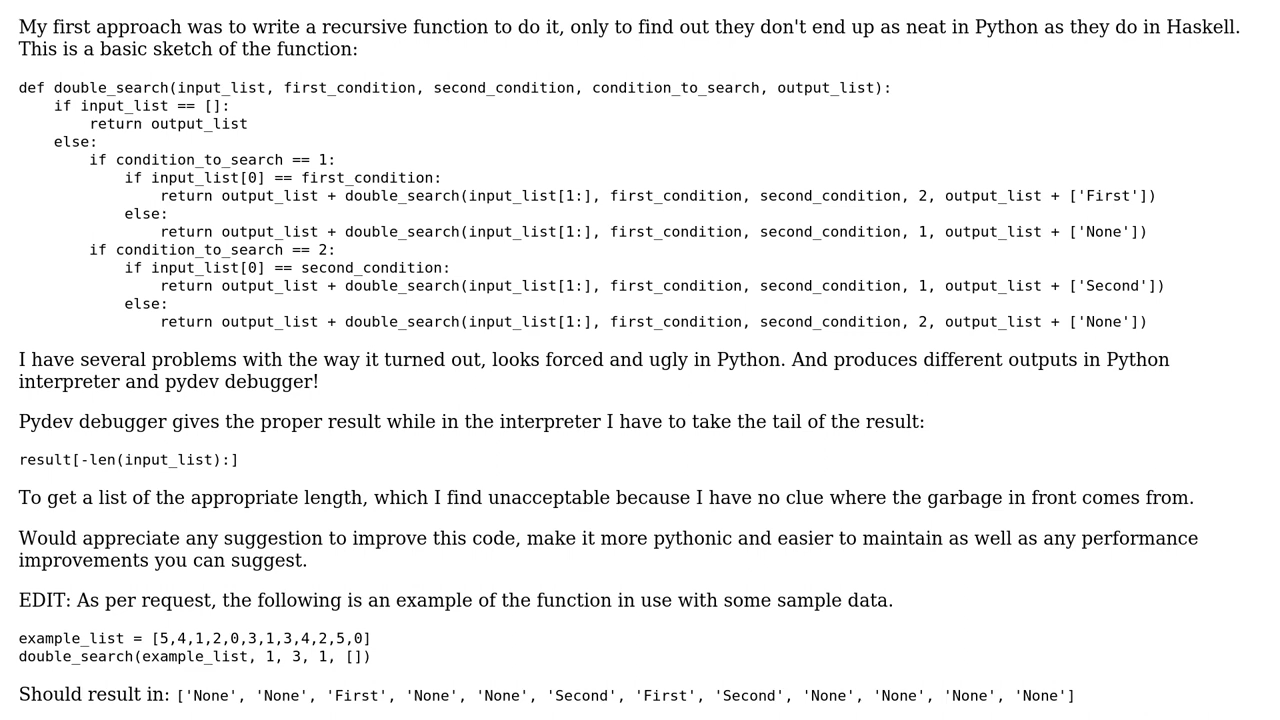 My first approach was to write a recursive function to do it, only to find out they don't end up as neat in Python as they do in Haskell.
This is a basic sketch of the function:
def double_search(input_list, first_condition, second_condition, condition_to_search, output_list):
    if input_list == []:
        return output_list
    else:
        if condition_to_search == 1:
            if input_list[0] == first_condition:
                return output_list + double_search(input_list[1:], first_condition, second_condition, 2, output_list + ['First'])
            else:
                return output_list + double_search(input_list[1:], first_condition, second_condition, 1, output_list + ['None'])
        if condition_to_search == 2:
            if input_list[0] == second_condition:
                return output_list + double_search(input_list[1:], first_condition, second_condition, 1, output_list + ['Second'])
            else:
                return output_list + double_search(input_list[1:], first_condition, second_condition, 2, output_list + ['None'])
I have several problems with the way it turned out, looks forced and ugly in Python. And produces different outputs in Python
interpreter and pydev debugger!
Pydev debugger gives the proper result while in the interpreter I have to take the tail of the result:
result[-len(input_list):]
To get a list of the appropriate length, which I find unacceptable because I have no clue where the garbage in front comes from.
Would appreciate any suggestion to improve this code, make it more pythonic and easier to maintain as well as any performance
improvements you can suggest.
EDIT: As per request, the following is an example of the function in use with some sample data.
example_list = [5,4,1,2,0,3,1,3,4,2,5,0]
double_search(example_list, 1, 3, 1, [])
Should result in: ['None', 'None', 'First', 'None', 'None', 'Second', 'First', 'Second', 'None', 'None', 'None', 'None']